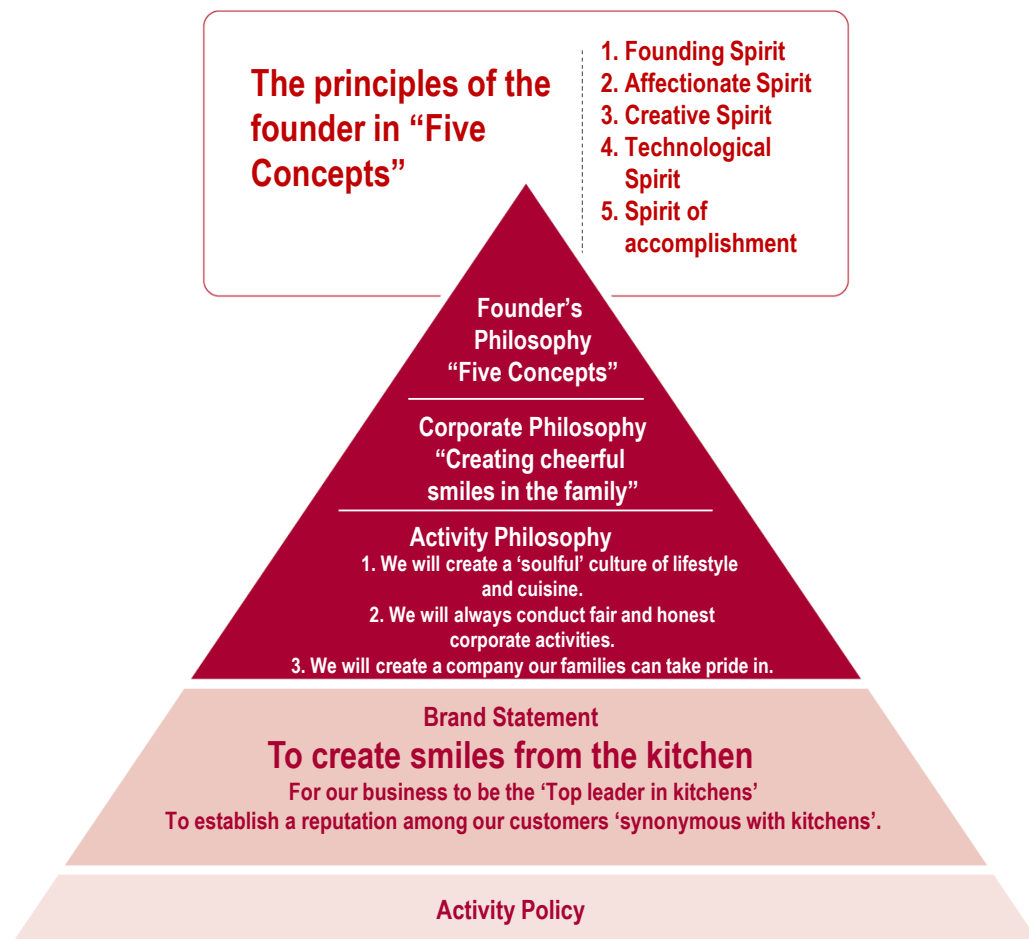 The principles of the
founder in “Five
Concepts”
1. Founding Spirit
2. Affectionate Spirit
3. Creative Spirit
4. Technological
Spirit
5. Spirit of
accomplishment
Founder’s
Philosophy
“Five Concepts”
Corporate Philosophy
“Creating cheerful
smiles in the family”
Activity Philosophy
1. We will create a ‘soulful’ culture of lifestyle
and cuisine.
2. We will always conduct fair and honest
corporate activities.
3. We will create a company our families can take pride in.
Brand Statement
To create smiles from the kitchen
For our business to be the ‘Top leader in kitchens’
To establish a reputation among our customers ‘synonymous with kitchens’.
Activity Policy